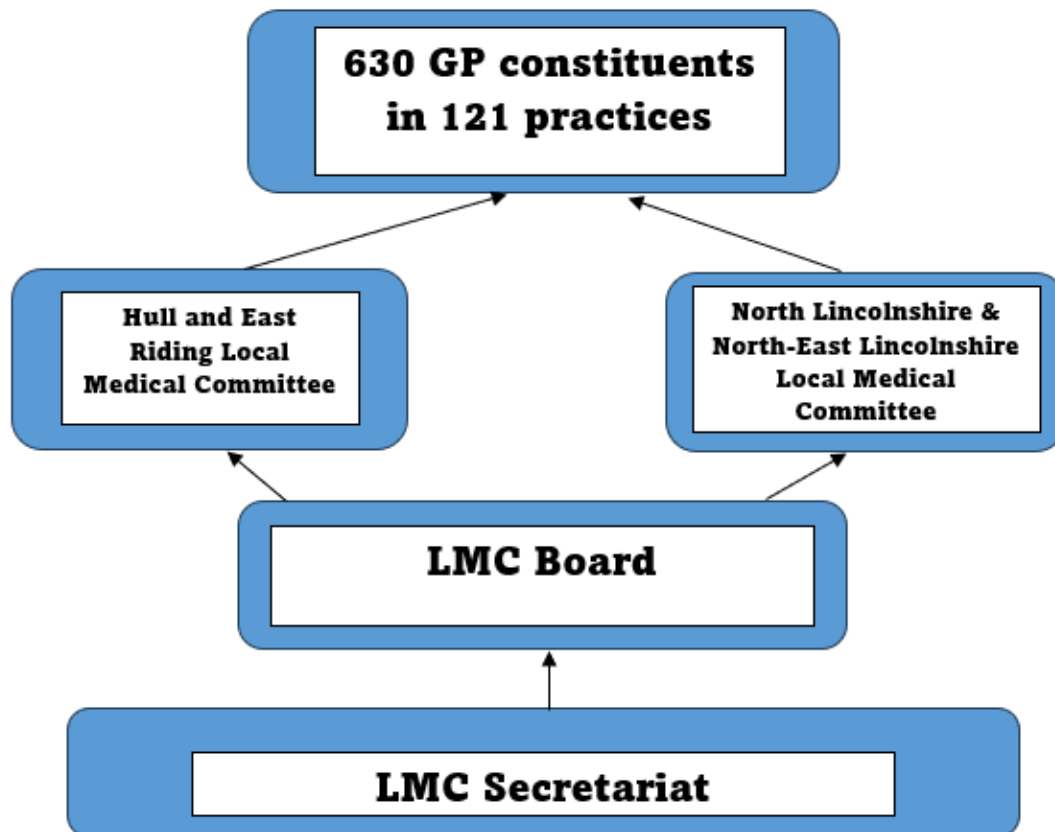 630 GP constituents
in 121 practices
Hull and East
Riding Local
Medical Committee
North Lincolnshire &
North-East Lincolnshire
Local Medical
Committee
LMC Board
LMC Secretariat